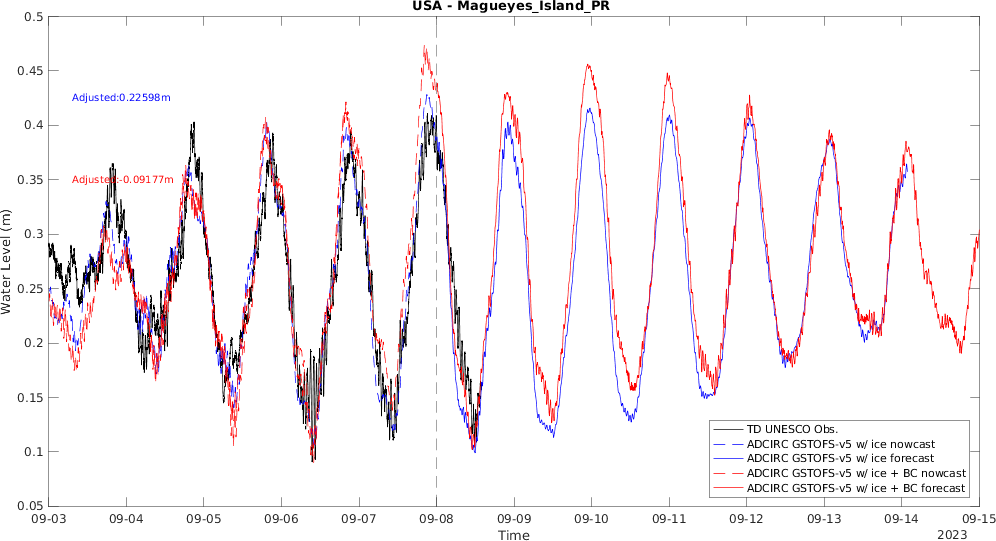 USA - Magueyes_Island_PR
0.5
0.45
0.4
0.35
0.3
0.25
0.2
0.15
0.1
0.05
Water Level (m)
Adjusted:0.22598m
Adjusted:-0.09177m
TD UNESCO Obs.
ADCIRC GSTOFS-v5 w/ ice nowcast
ADCIRC GSTOFS-v5 w/ ice forecast
ADCIRC GSTOFS-v5 w/ ice + BC nowcast
ADCIRC GSTOFS-v5 w/ ice + BC forecast
09-03 09-04 09-05 09-06 09-07 09-08 09-09 09-10 09-11 09-12 09-13 09-14 09-15
Time
2023